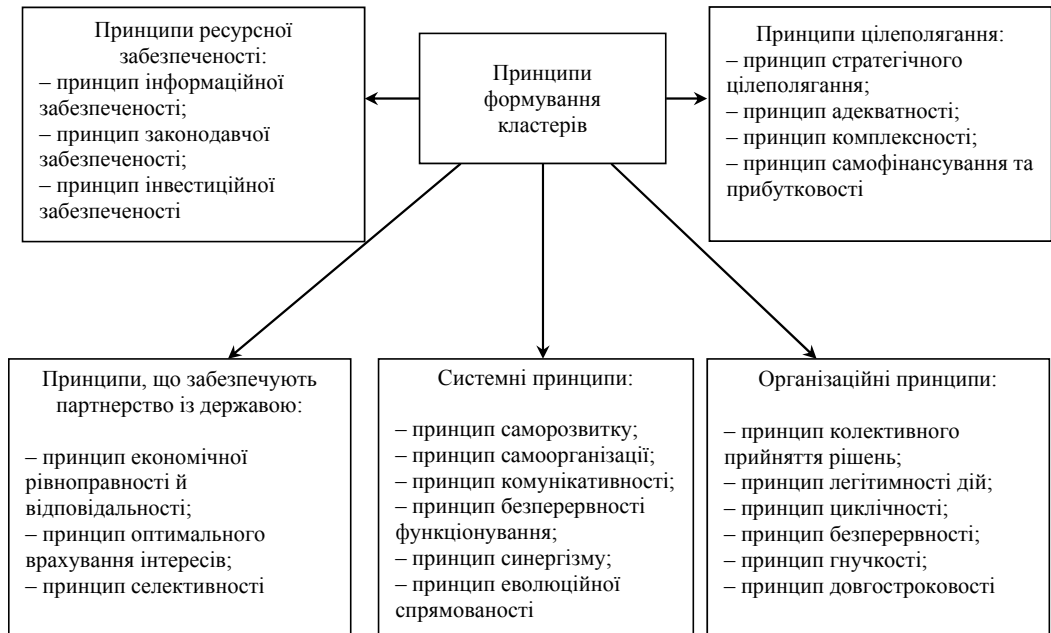 Принципи ресурсної
забезпеченості:
– принцип інформаційної
забезпеченості;
– принцип законодавчої
забезпеченості;
– принцип інвестиційної
забезпеченості
Принципи
формування
кластерів
Принципи цілеполягання:
– принцип стратегічного
цілеполягання;
– принцип адекватності;
– принцип комплексності;
– принцип самофінансування та
прибутковості
Принципи, що забезпечують
партнерство із державою:
– принцип економічної
рівноправності й
відповідальності;
– принцип оптимального
врахування інтересів;
– принцип селективності
Системні принципи:
– принцип саморозвитку;
– принцип самоорганізації;
– принцип комунікативності;
– принцип безперервності
функціонування;
– принцип синергізму;
– принцип еволюційної
спрямованості
Організаційні принципи:
– принцип колективного
прийняття рішень;
– принцип легітимності дій;
– принцип циклічності;
– принцип безперервності;
– принцип гнучкості;
– принцип довгостроковості